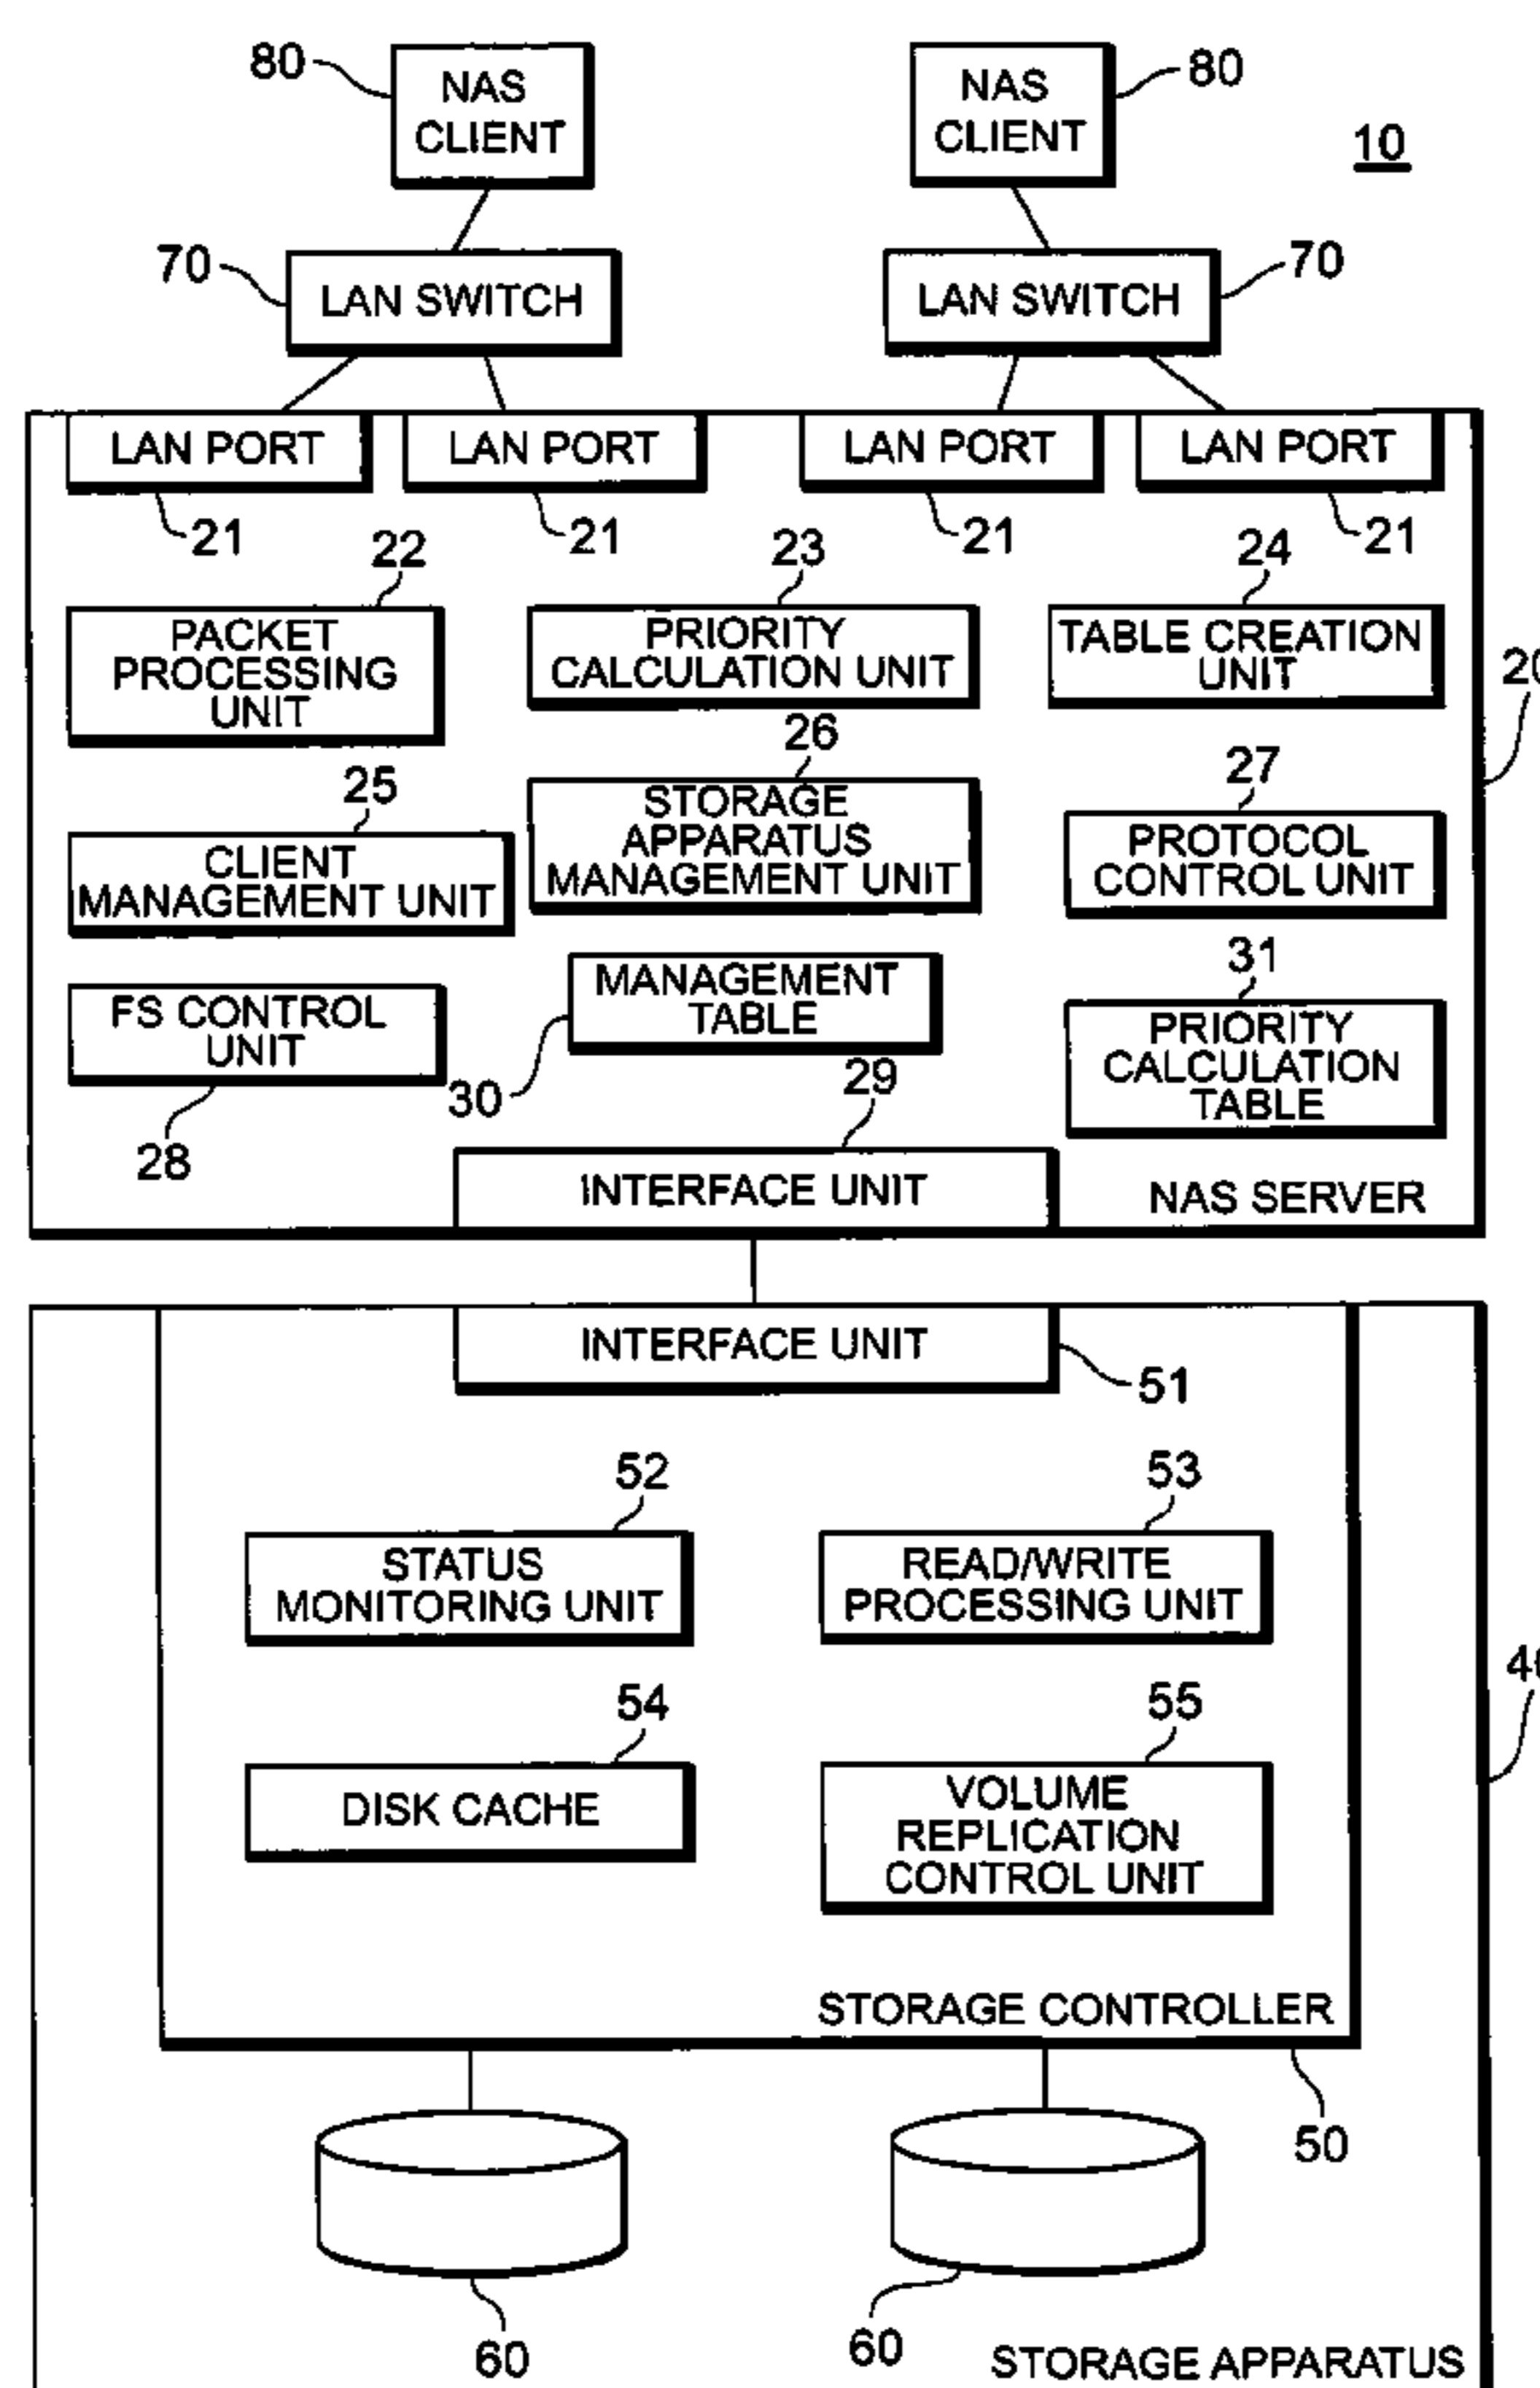 80
NAS
CLIENT
NAS
CLIENT
80
10
70
LAN SWITCH
LAN SWITCH
70
LAN PORT
LAN PORT
LAN PORT
LAN PORT
21
21
21
21
22
23
24
PACKET
PROCESSING
UNIT
PRIORITY
CALCULATION UNIT
TABLE CREATION
UNIT
20
25
26
27
CLIENT
MANAGEMENT UNIT
STORAGE
APPARATUS
MANAGEMENT UNIT
PROTOCOL
CONTROL UNIT
FS CONTROL
UNIT
28
MANAGEMENT
TABLE
30
31
PRIORITY
CALCULATION
TABLE
29
INTERFACE UNIT
NAS SERVER
INTERFACE UNIT
51
52
53
STATUS
MONITORING UNIT
READ/WRITE
PROCESSING UNIT
40
54
55
DISK CACHE
VOLUME
REPLICATION
CONTROL UNIT
STORAGE CONTROLLER
50
60
60
STORAGE APPARATUS